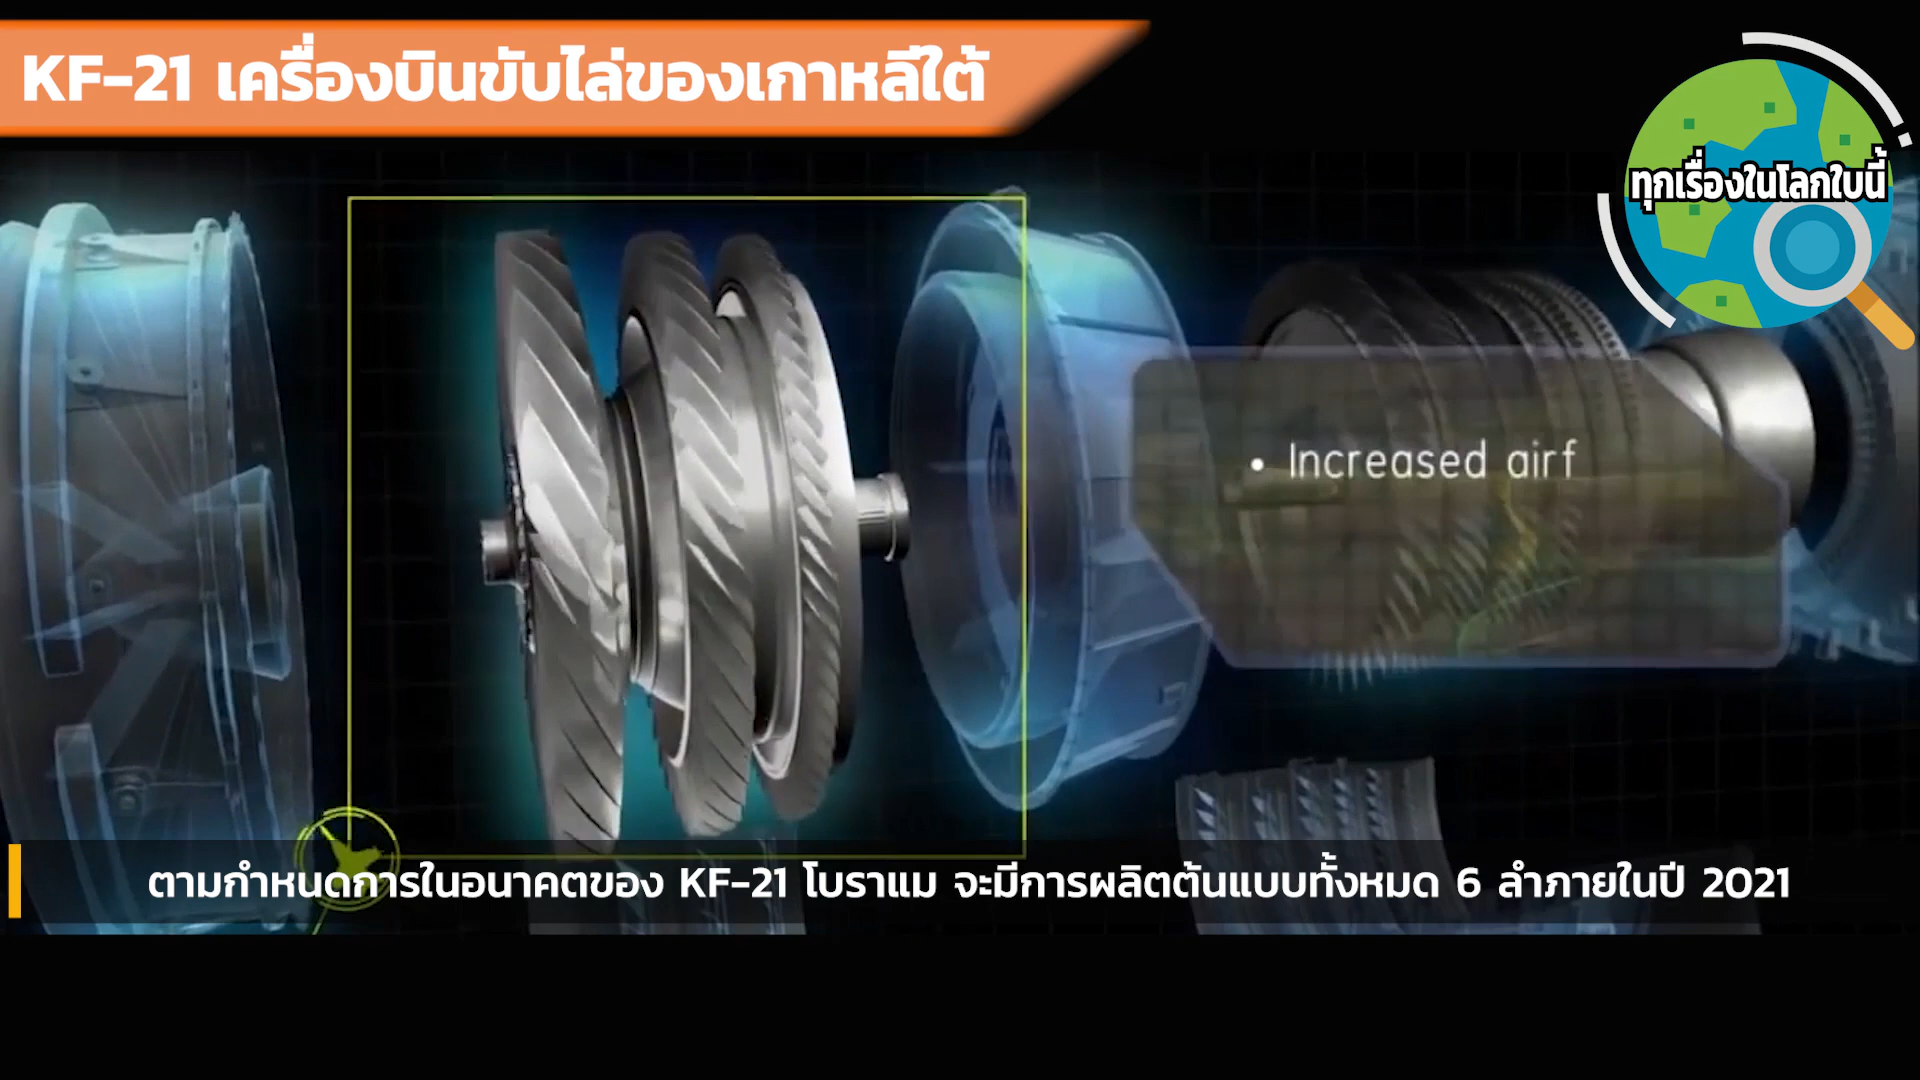 KF-21 เครื่องบินขับไล่ของเกาหลีใต้
ทุกเรื่องในโลกใบนี้
• Increased airf
ตามกำหนดการในอนาคตของ KF-21 โบราแม จะมีการผลิตต้นแบบทั้งหมด 6 ลำภายในปี 2021